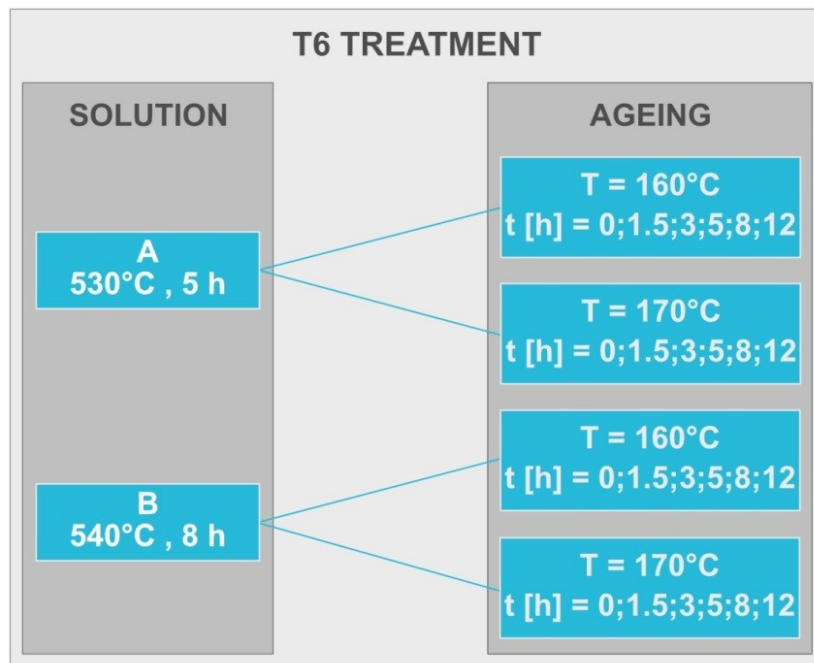 T6 TREATMENT
SOLUTION
A
530°C , 5 h
B
540°C , 8 h
AGEING
T = 160°C
t [h] = 0;1.5;3;5;8;12
T = 170°C
t [h] = 0;1.5;3;5;8;12
T = 160°C
t [h] = 0;1.5;3;5;8;12
T = 170°C
t [h] = 0;1.5;3;5;8;12